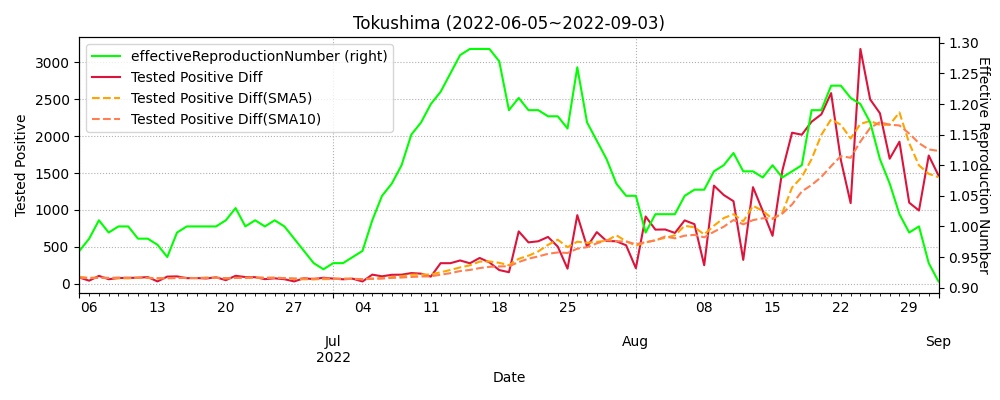 Tokushima (2022-06-05~2022-09-03)
effectiveReproductionNumber (right)
Tested Positive Diff
Tested Positive Diff(SMA5)
Tested Positive Diff(SMA10)
Tested Positive
3000
2500
2000
1500
1000
500
0
1.30
1.25
1.20
1.15
1.10
1.05
1.00
0.95
0.90
Effective Reproduction Number
06 13 20 27 04 11 18 25 08 15 22 29
Jul Aug Sep
2022
Date